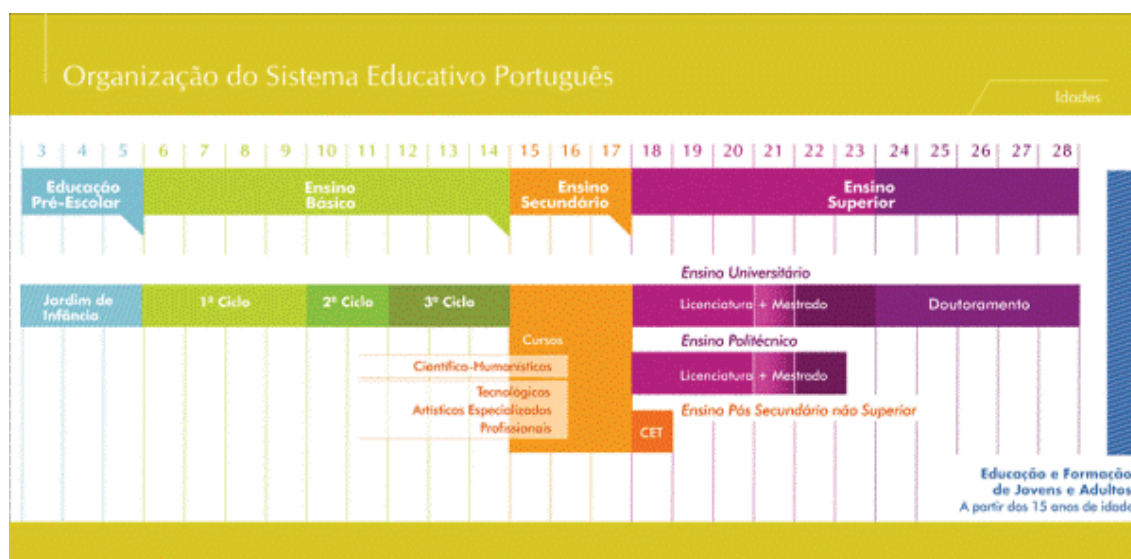 Organização do Sistema Educativo Português
Idades
3 4 5 6 7 8 9 10 11 12 13 14 15 16 17 18 19 20 21 22 23 24 25 26 27 28
Educação
Pré-Escolar
Ensino
Básico
Ensino
Secundário
Ensino
Superior
Ensino Universitário
Jardim de
Infância
1º Ciclo
2º Ciclo
3º Ciclo
Licenciatura + Mestrado
Doutoramento
Cursos
Ensino Politécnico
Científico-Humanísticos
Licenciatura + Mestrado
Tecnológicos
Artísticos Especializados
Profissionais
Ensino Pós Secundário não Superior
CET
Educação e Formação
de Jovens e Adultos
A partir dos 15 anos de idade